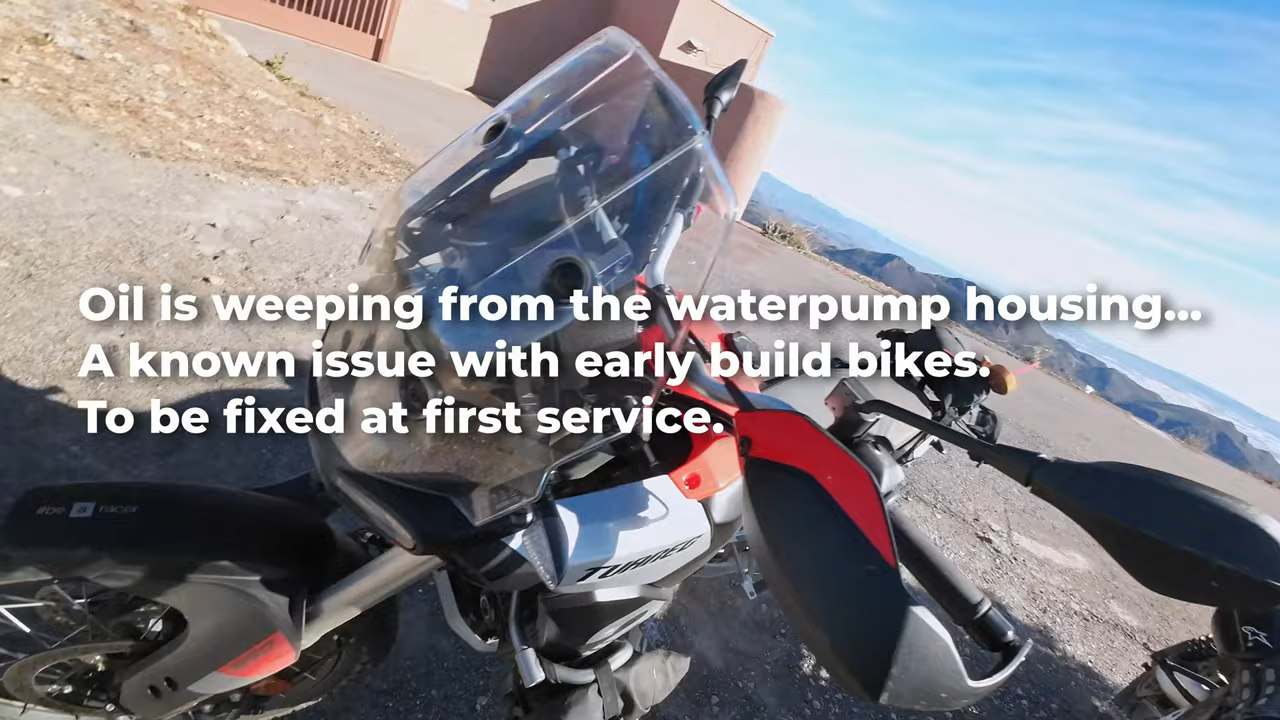 Oil is weeping from the waterpump housing...
A known issue with early build bikes.
To be fixed at first service.
#be a racer
TUAREG